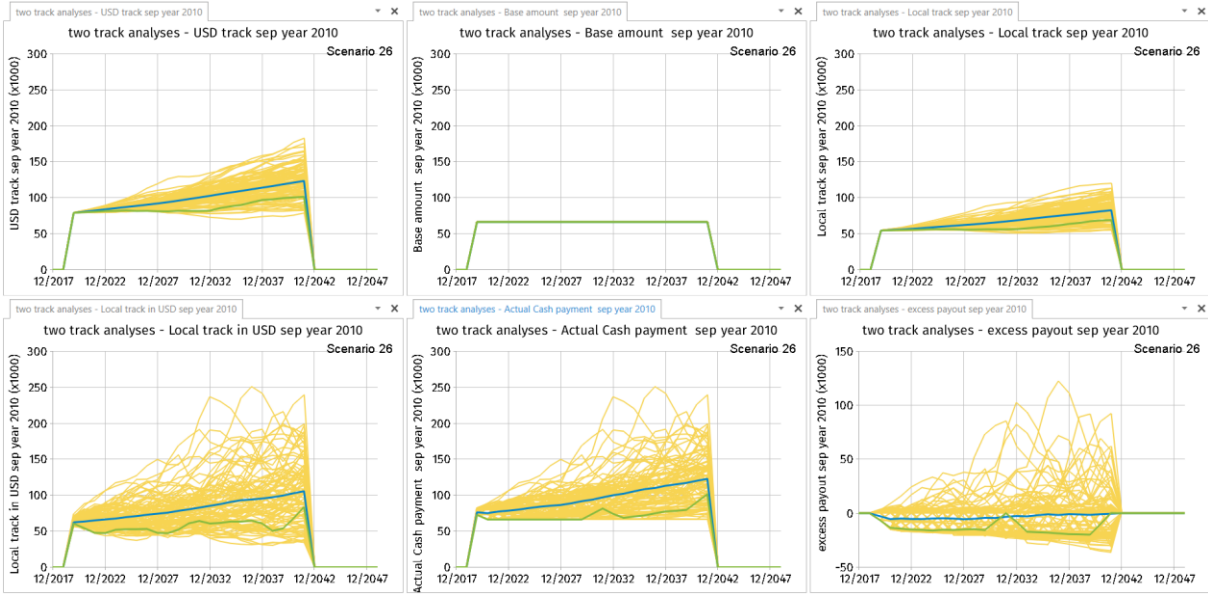 two track analyses - USD track sep year 2010
two track analyses - USD track sep year 2010
Scenario 26
USD track sep year 2010 (x1000)
300
250
200
150
100
50
0
12/2017 12/2022 12/2027 12/2032 12/2037 12/2042 12/2047
two track analyses - Base amount  sep year 2010
two track analyses - Base amount  sep year 2010
Scenario 26
Base amount  sep year 2010 (x1000)
300
250
200
150
100
50
0
12/2017 12/2022 12/2027 12/2032 12/2037 12/2042 12/2047
two track analyses - Local track sep year 2010
two track analyses - Local track sep year 2010
Scenario 26
Local track sep year 2010 (x1000)
300
250
200
150
100
50
0
12/2017 12/2022 12/2027 12/2032 12/2037 12/2042 12/2047
two track analyses - Local track in USD sep year 2010
two track analyses - Local track in USD sep year 2010
Scenario 26
Local track in USD sep year 2010 (x1000)
300
250
200
150
100
50
0
12/2017 12/2022 12/2027 12/2032 12/2037 12/2042 12/2047
two track analyses - Actual Cash payment  sep year 2010
two track analyses - Actual Cash payment  sep year 2010
Scenario 26
Actual Cash payment  sep year 2010 (x1000)
300
250
200
150
100
50
0
12/2017 12/2022 12/2027 12/2032 12/2037 12/2042 12/2047
two track analyses - excess payout sep year 2010
two track analyses - excess payout sep year 2010
Scenario 26
excess payout sep year 2010 (x1000)
150
100
50
0
-50
12/2017 12/2022 12/2027 12/2032 12/2037 12/2042 12/2047